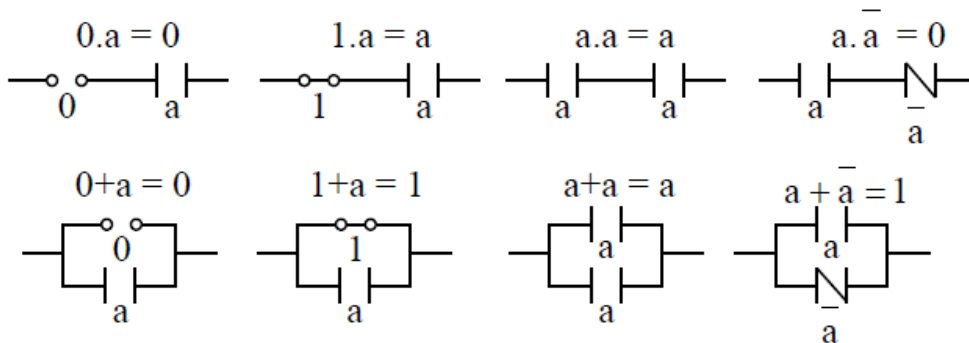 0.a = 0
1.a = a
a.a = a
a. a̅ = 0
0 a
1 a
a a
a a̅
0+a = 0
1+a = 1
a+a = a
a + a̅ = 1
0
a
1
a
a
a
a
a̅